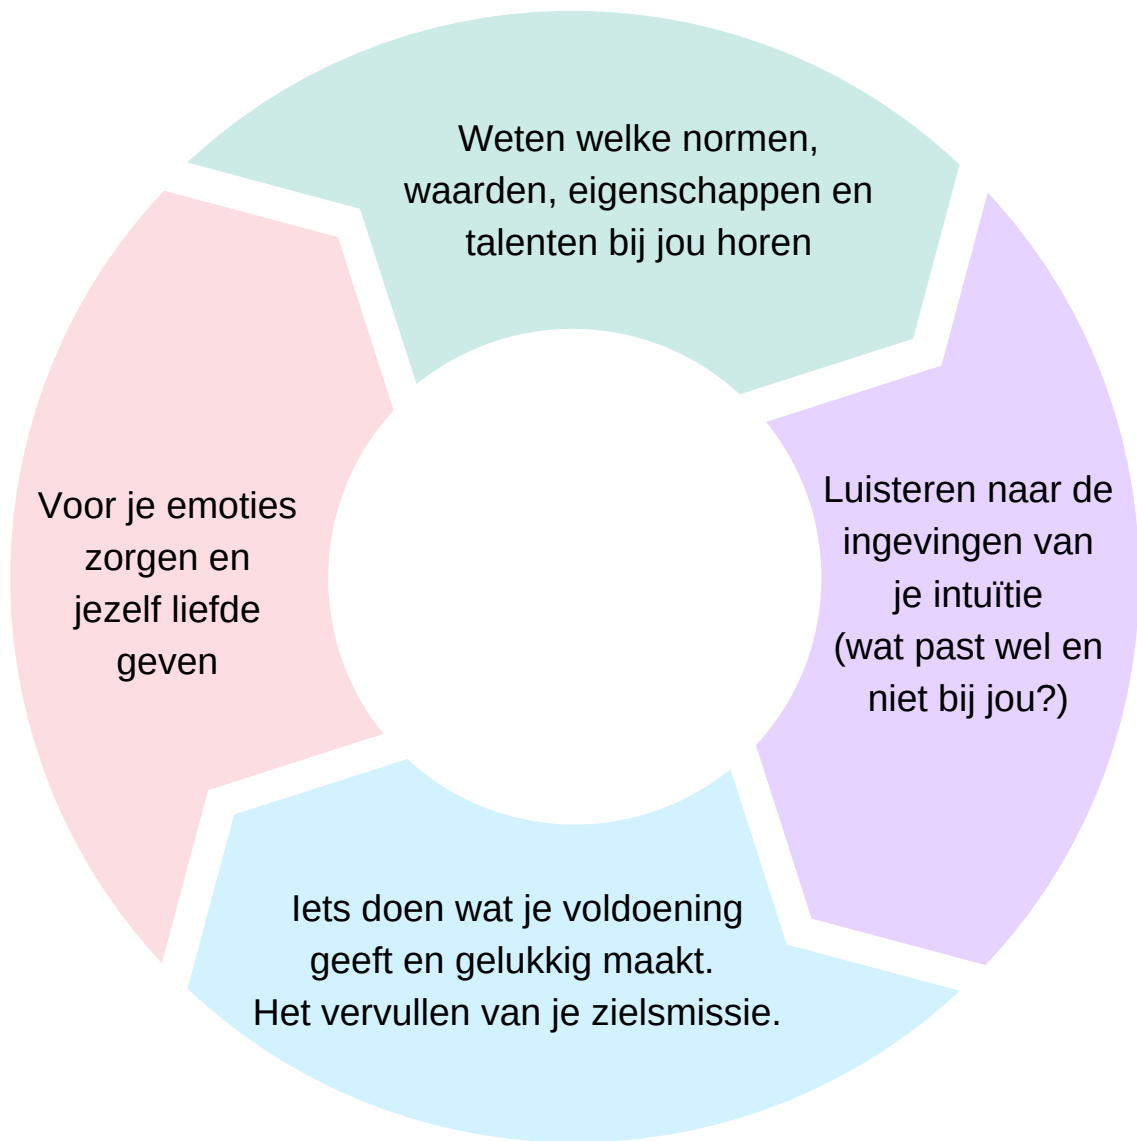 Weten welke normen,
waarden, eigenschappen en
talenten bij jou horen
Luisteren naar de
ingevingen van
je intuïtie
(wat past wel en
niet bij jou?)
Iets doen wat je voldoening
geeft en gelukkig maakt.
Het vervullen van je zielsmissie.
Voor je emoties
zorgen en
jezelf liefde
geven